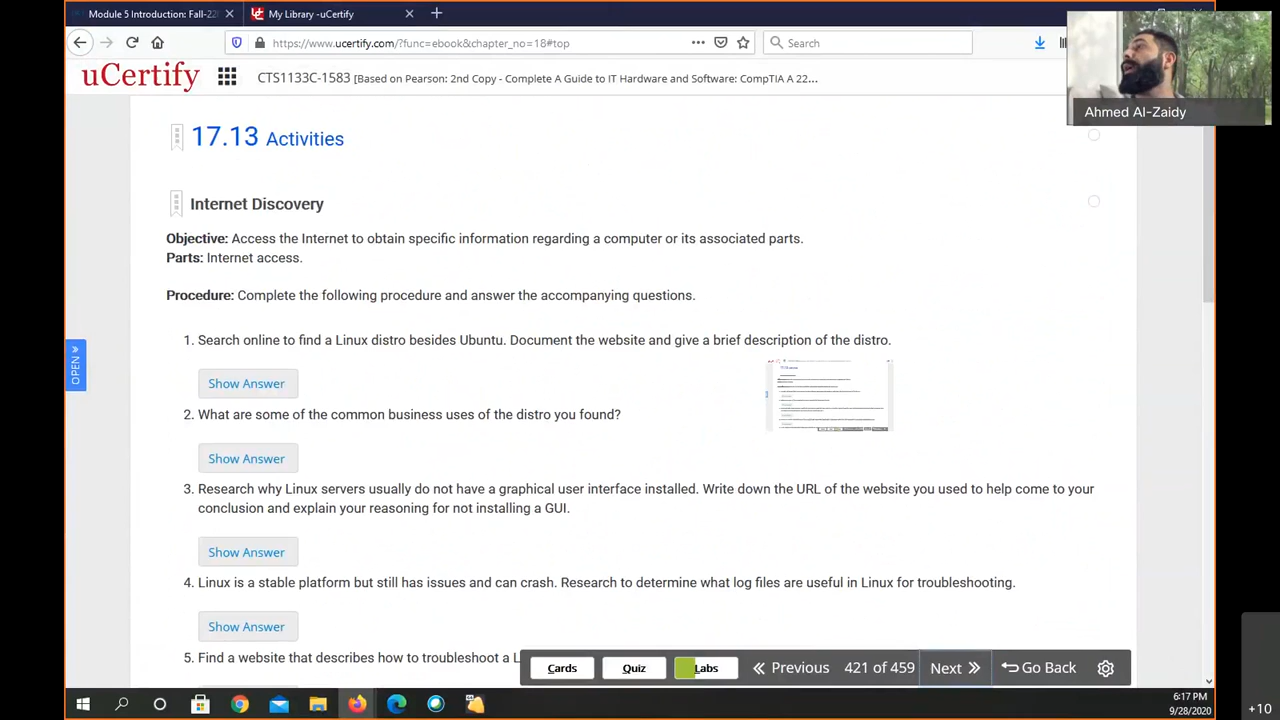 Module 5 Introduction: Fall-22
My Library -uCertify
https://www.ucertify.com/?func=ebook&chapter_no=18#top
Search
uCertify
CTS1133C-1583 [Based on Pearson: 2nd Copy - Complete A Guide to IT Hardware and Software: CompTIA A 22...
Ahmed Al-Zaidy
17.13 Activities
Internet Discovery
Objective: Access the Internet to obtain specific information regarding a computer or its associated parts.
Parts: Internet access.
Procedure: Complete the following procedure and answer the accompanying questions.
1. Search online to find a Linux distro besides Ubuntu. Document the website and give a brief description of the distro.
OPEN
Show Answer
2. What are some of the common business uses of the distro you found?
Show Answer
3. Research why Linux servers usually do not have a graphical user interface installed. Write down the URL of the website you used to help come to your
conclusion and explain your reasoning for not installing a GUI.
Show Answer
4. Linux is a stable platform but still has issues and can crash. Research to determine what log files are useful in Linux for troubleshooting.
Show Answer
5. Find a website that describes how to troubleshoot a L
Cards Quiz Labs Previous 421 of 459 Next Go Back
6:17 PM
9/28/2020
+10